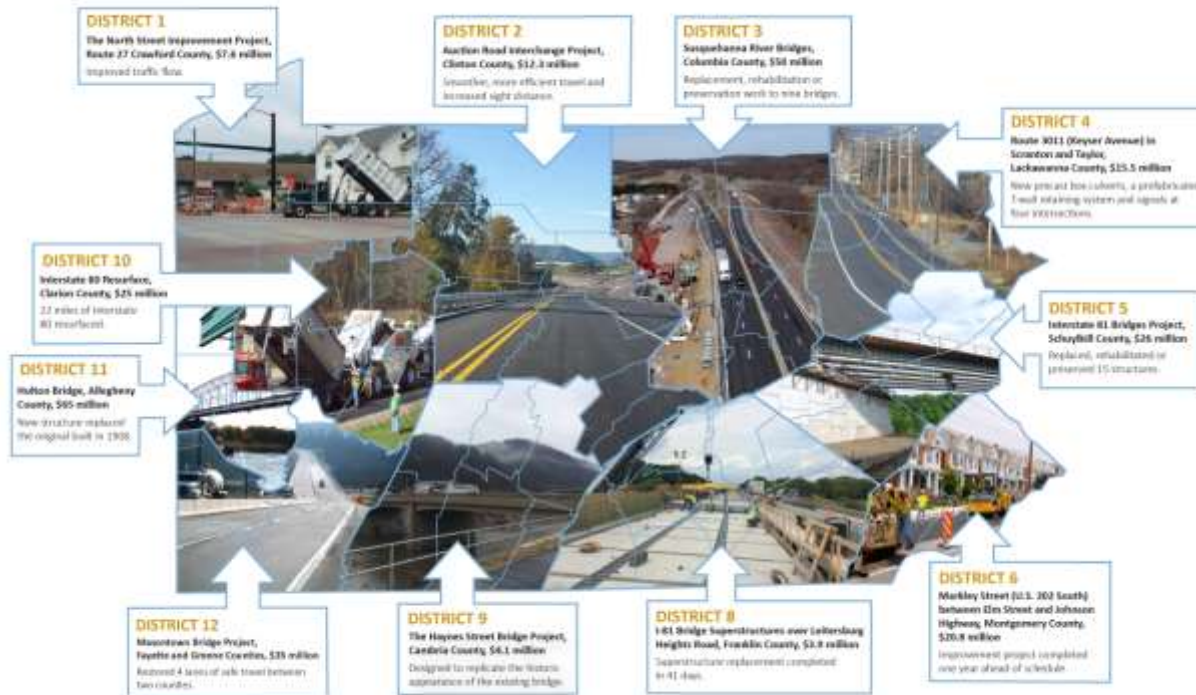 DISTRICT 1
The North Street Improvement Project,
Route 27 Crawford County, $7.6 million
Improved traffic flow.
DISTRICT 2
Auction Road Interchange Project,
Clinton County, $12.3 million
Smoother, more efficient travel and
increased sight distance.
DISTRICT 3
Susquehanna River Bridges,
Columbia County, $58 million
Replacement, rehabilitation or
preservation work to nine bridges.
DISTRICT 4
Route 3011 (Keyser Avenue) in
Scranton and Taylor,
Lackawanna County, $15.5 million
New precast box culverts, a prefabricated
T-wall retaining system and signals at
four intersections.
DISTRICT 10
Interstate 80 Resurface,
Clarion County, $25 million
22 miles of Interstate
80 resurfaced.
DISTRICT 5
Interstate 81 Bridges Project,
Schuylkill County, $26 million
Replaced, rehabilitated or
preserved 15 structures.
DISTRICT 11
Hulton Bridge, Allegheny
County, $65 million
New structure replaced
the original built in 1908.
DISTRICT 12
Masontown Bridge Project,
Fayette and Greene Counties, $35 million
Restored 4 lanes of safe travel between
two counties.
DISTRICT 9
The Haynes Street Bridge Project,
Cambria County, $4.1 million
Designed to replicate the historic
appearance of the existing bridge.
DISTRICT 8
I-81 Bridge Superstructures over Leitersburg
Heights Road, Franklin County, $3.9 million
Superstructure replacement completed
in 41 days.
DISTRICT 6
Markley Street (U.S. 202 South)
between Elm Street and Johnson
Highway, Montgomery County,
$20.8 million
Improvement project completed
one year ahead of schedule.